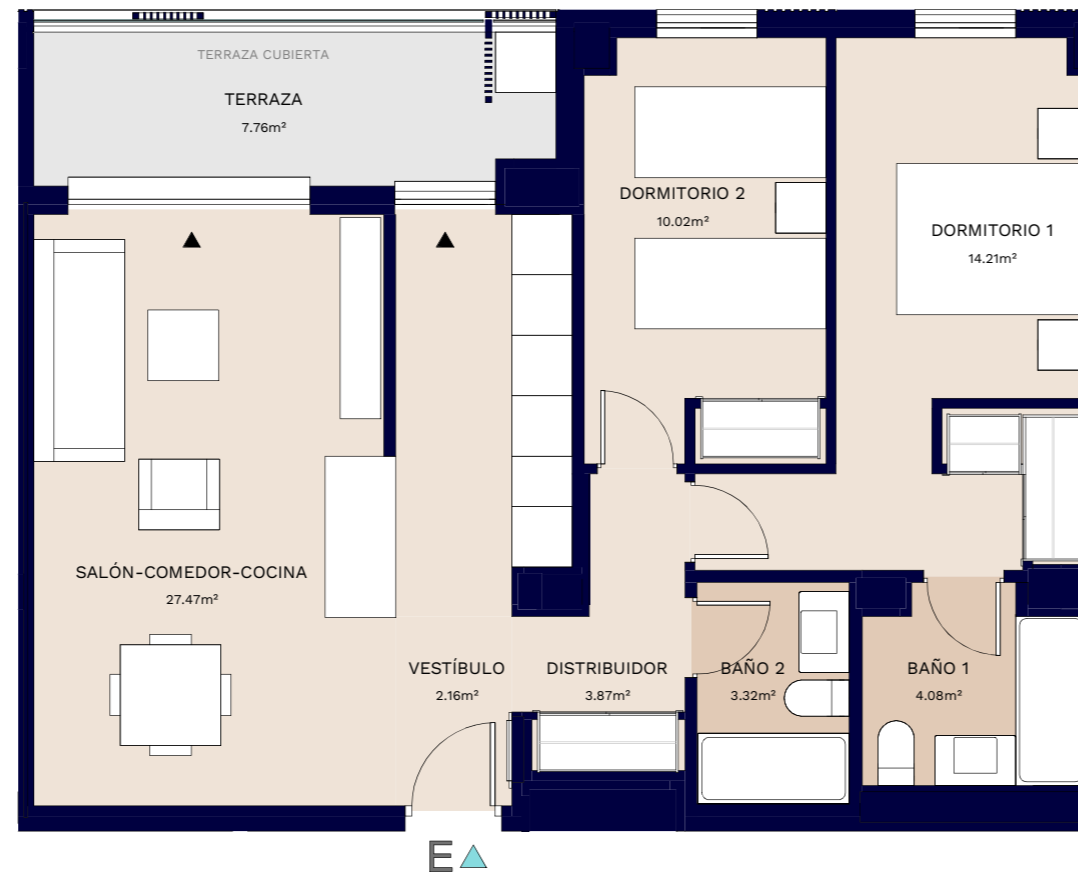 TERRAZA CUBIERTA
TERRAZA
7.76m²
DORMITORIO 2
10.02m²
DORMITORIO 1
14.21m²
SALÓN-COMEDOR-COCINA
27.47m²
VESTÍBULO
2.16m²
DISTRIBUIDOR
3.87m²
BAÑO 2
3.32m²
BAÑO 1
4.08m²
E